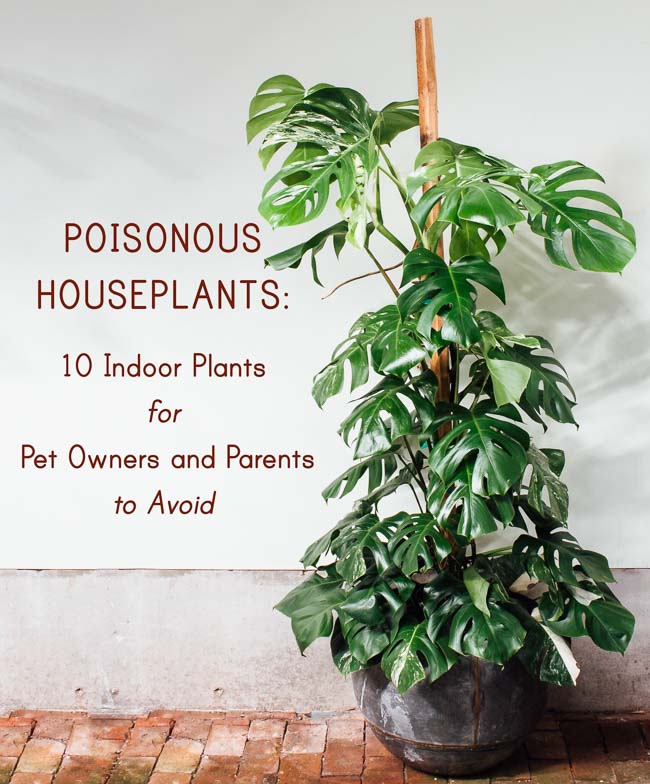 POISONOUS
HOUSEPLANTS:
10 Indoor Plants
for
Pet Owners and Parents
to Avoid